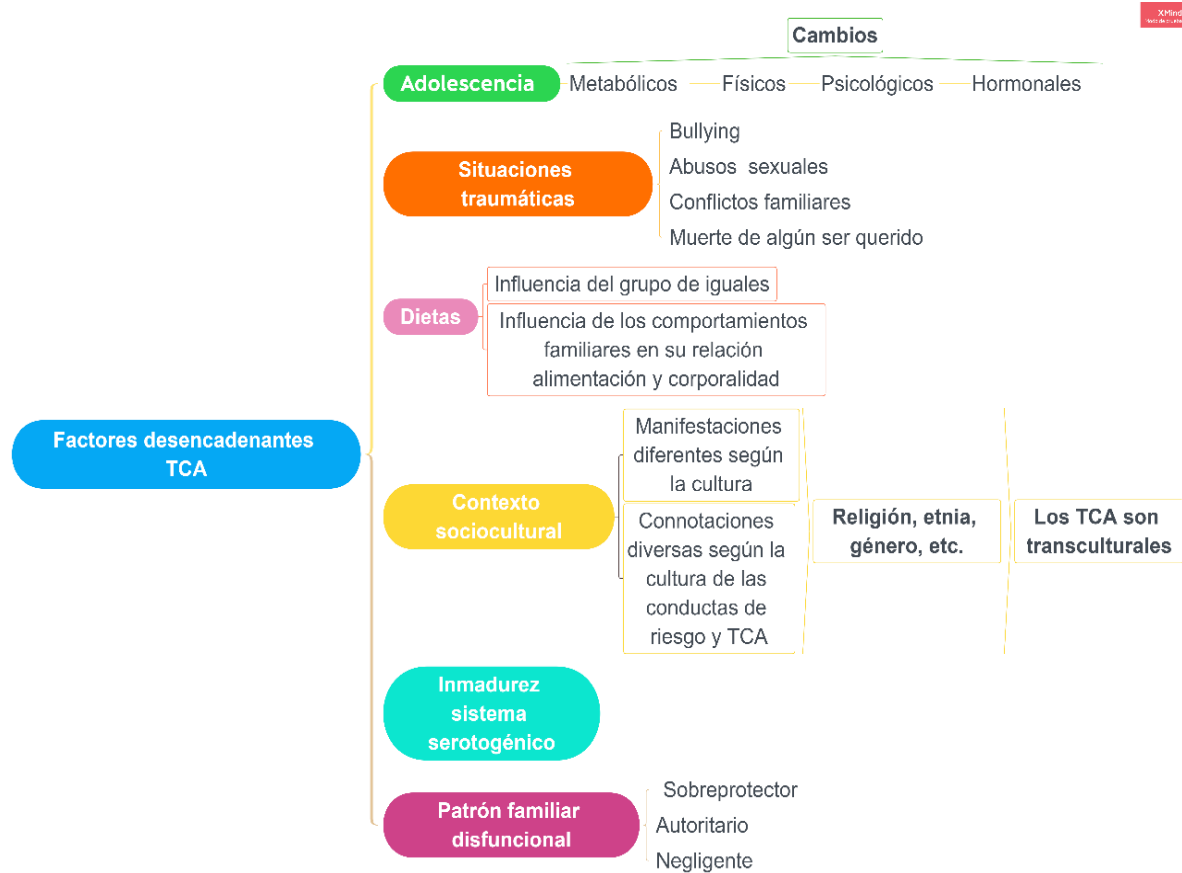 XMind
Cambios
Adolescencia
Metabólicos
Físicos
Psicológicos
Hormonales
Situaciones
traumáticas
Bullying
Abusos sexuales
Conflictos familiares
Muerte de algún ser querido
Dietas
Influencia del grupo de iguales
Influencia de los comportamientos
familiares en su relación
alimentación y corporalidad
Factores desencadenantes
TCA
Contexto
sociocultural
Manifestaciones
diferentes según
la cultura
Connotaciones
diversas según la
cultura de las
conductas de
riesgo y TCA
Religión, etnia,
género, etc.
Los TCA son
transculturales
Inmadurez
sistema
serotogénico
Patrón familiar
disfuncional
Sobreprotector
Autoritario
Negligente